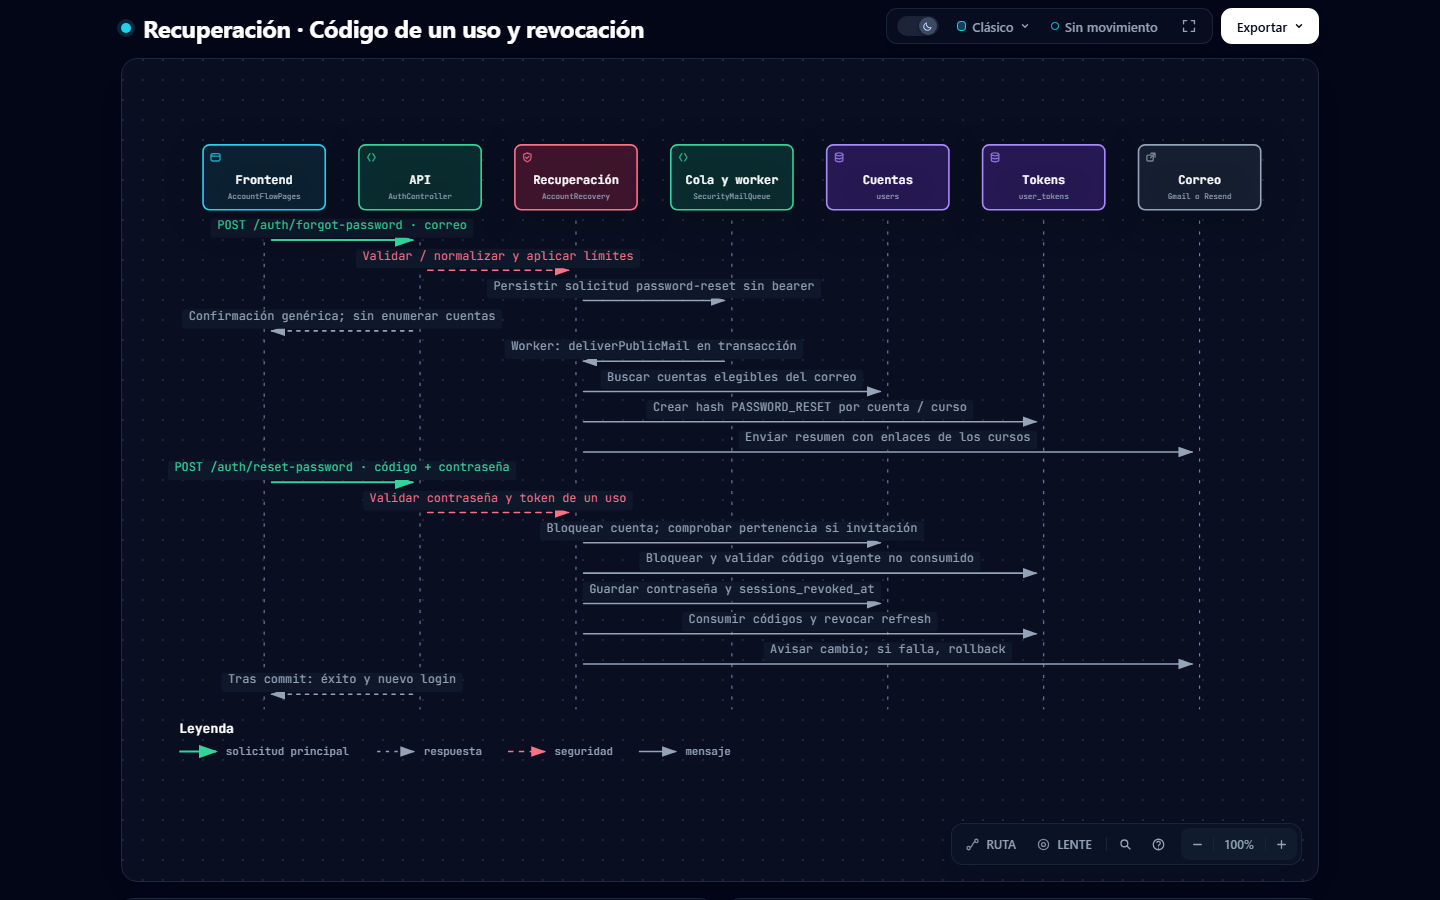 Recuperación · Código de un uso y revocación
Clásico
Sin movimiento
Exportar
Frontend
AccountFlowPages
API
AuthController
Recuperación
AccountRecovery
Cola y worker
SecurityMailQueue
Cuentas
users
Tokens
user_tokens
Correo
Gmail o Resend
POST /auth/forgot-password · correo
Validar / normalizar y aplicar límites
Persistir solicitud password-reset sin bearer
Confirmación genérica; sin enumerar cuentas
Worker: deliverPublicMail en transacción
Buscar cuentas elegibles del correo
Crear hash PASSWORD_RESET por cuenta / curso
Enviar resumen con enlaces de los cursos
POST /auth/reset-password · código + contraseña
Validar contraseña y token de un uso
Bloquear cuenta; comprobar pertenencia si invitación
Bloquear y validar código vigente no consumido
Guardar contraseña y sessions_revoked_at
Consumir códigos y revocar refresh
Avisar cambio; si falla, rollback
Tras commit: éxito y nuevo login
Leyenda
solicitud principal
respuesta
seguridad
mensaje
RUTA
LENTE
100%